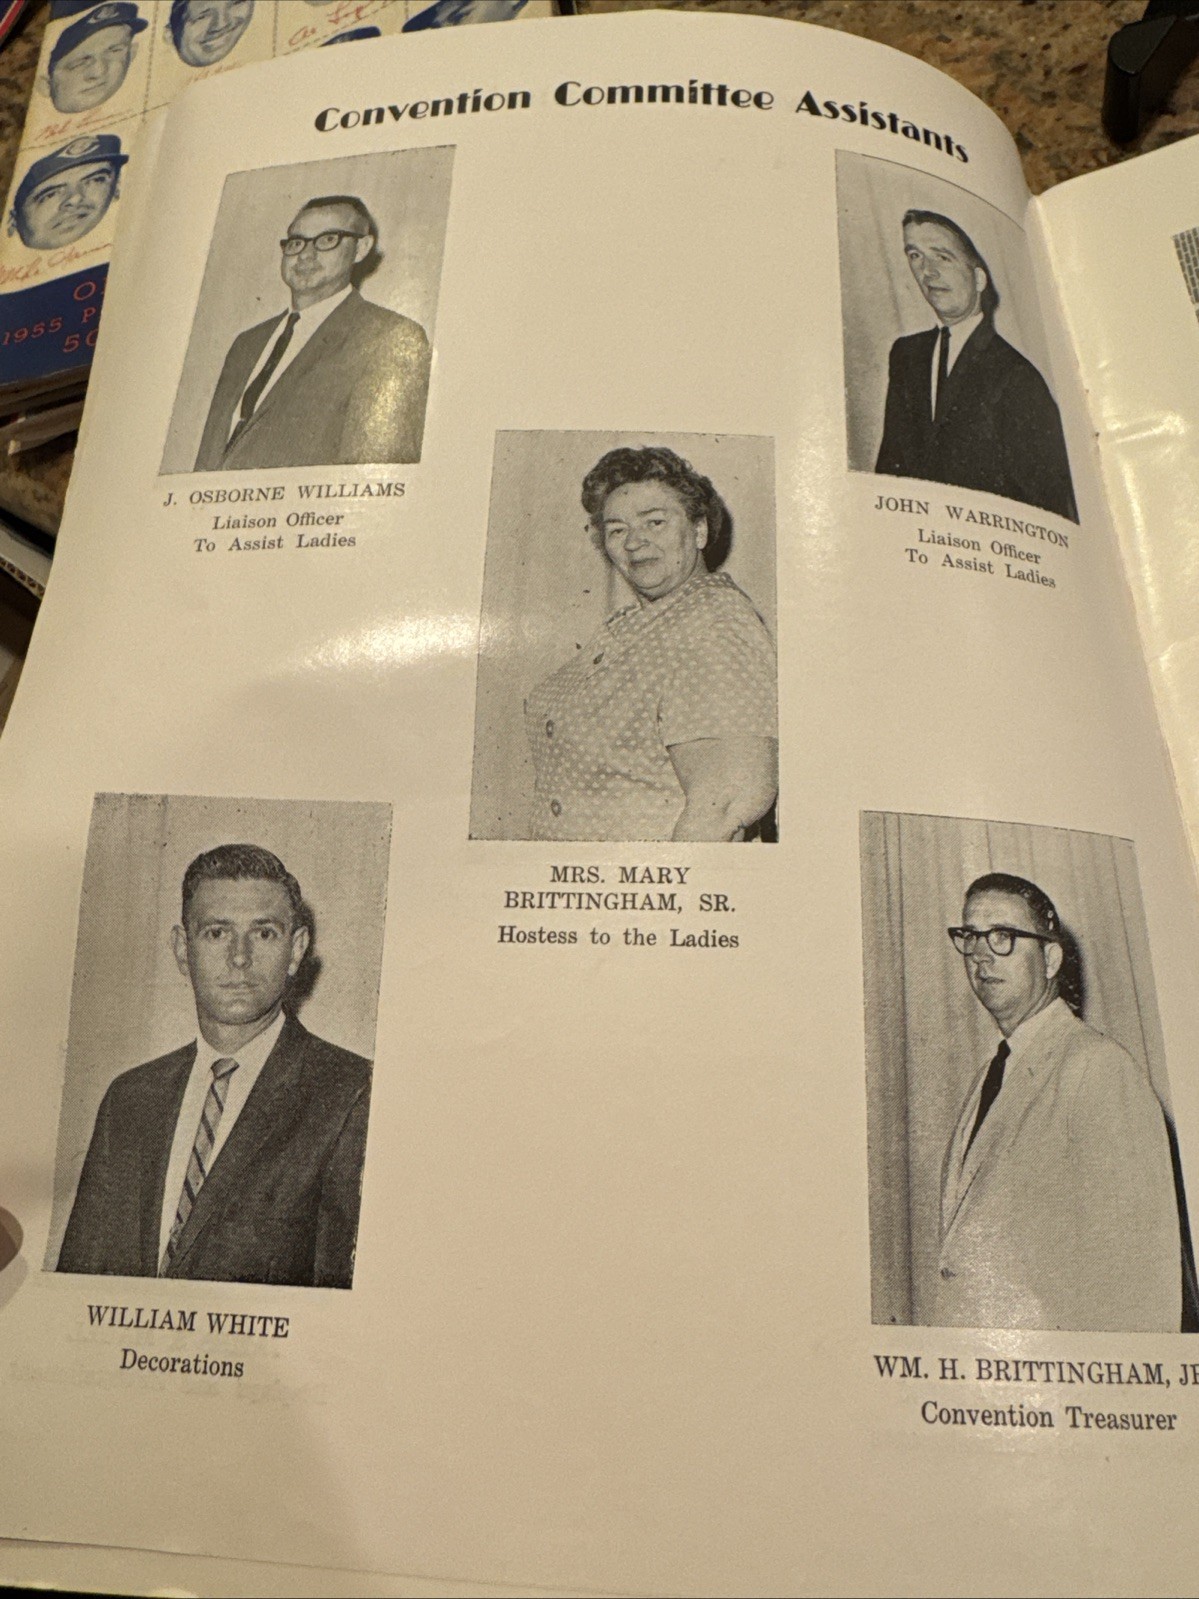 Convention Committee Assistants
J. OSBORNE WILLIAMS
Liaison Officer
To Assist Ladies
JOHN WARRINGTON
Liaison Officer
To Assist Ladies
MRS. MARY
BRITTINGHAM, SR.
Hostess to the Ladies
WILLIAM WHITE
Decorations
WM. H. BRITTINGHAM,
Convention Treasurer
1955